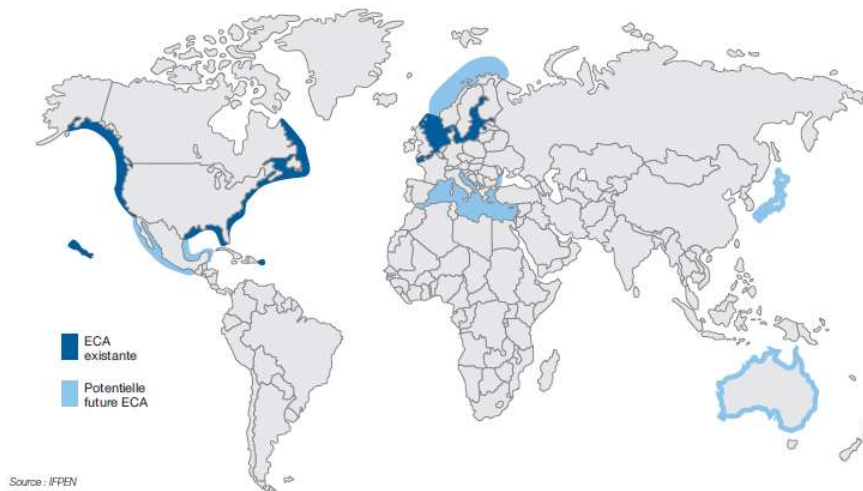 ECA
existante
Potentielle
future ECA
Source : IFPEN